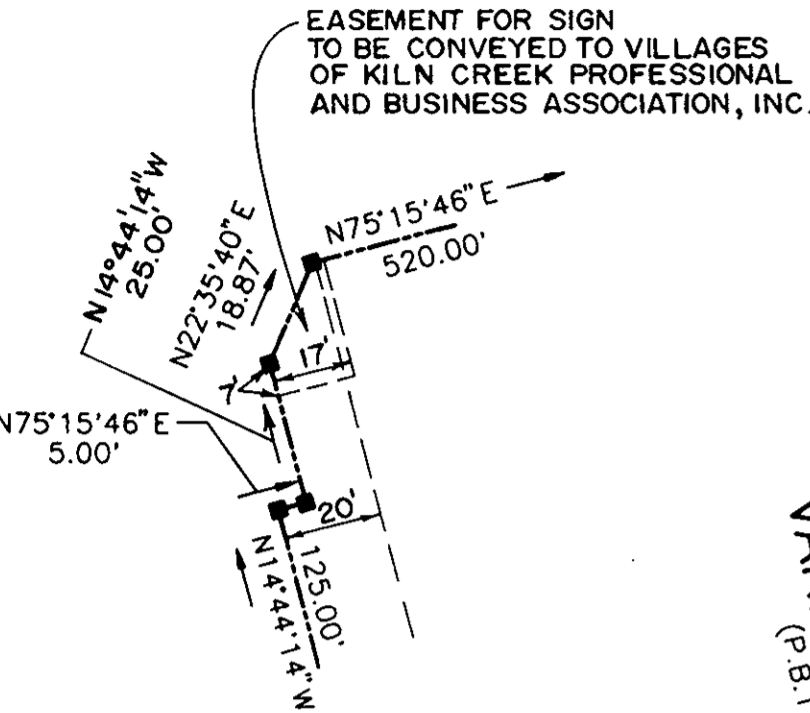 EASEMENT FOR SIGN
TO BE CONVEYED TO VILLAGES
OF KILN CREEK PROFESSIONAL
AND BUSINESS ASSOCIATION, INC.
N14°44'14"W
25.00'
N22°35'40"E
18.87'
N75°15'46"E
520.00'
17'
7'
N75°15'46"E
5.00'
20'
N14°44'14"W
125.00'
(P.B.